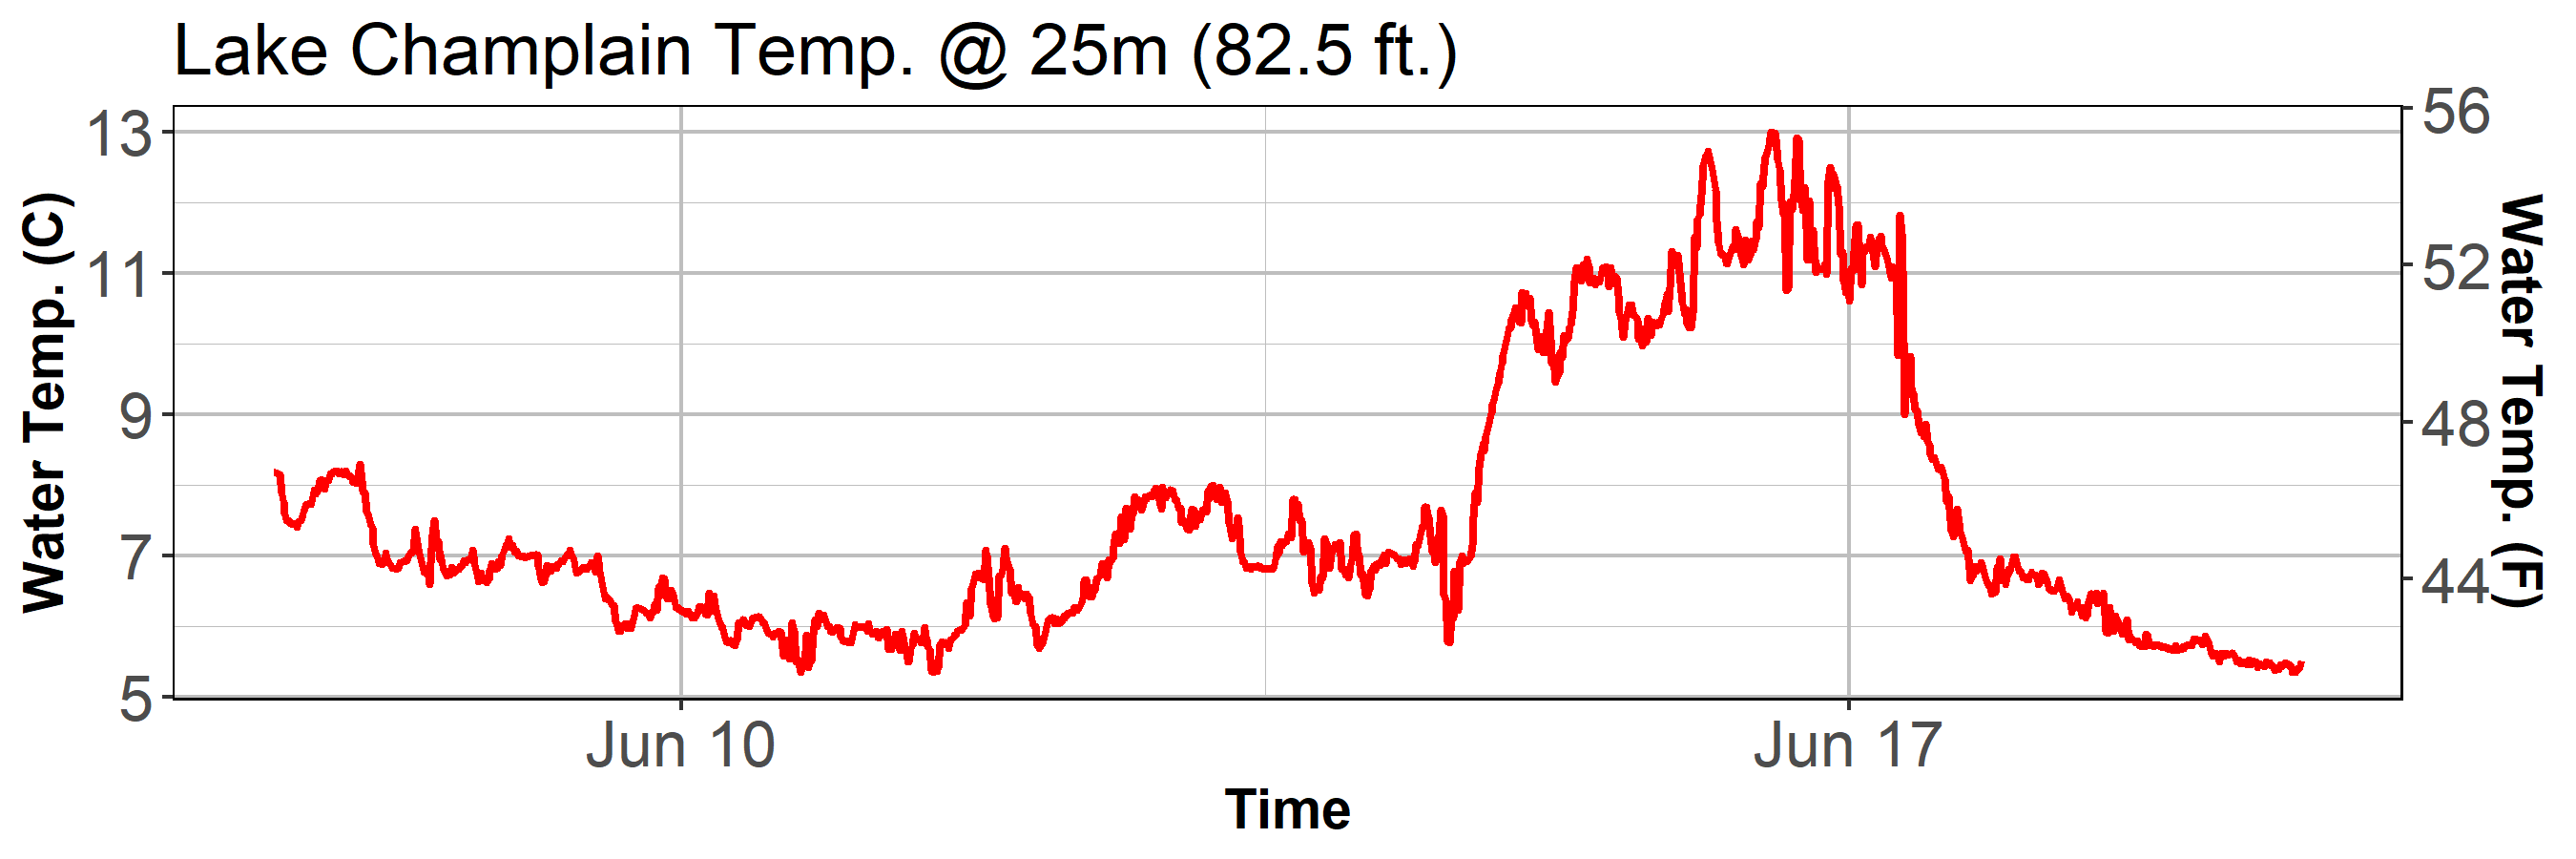 Lake Champlain Temp. @ 25m (82.5 ft.)
Water Temp. (C)
13
11
9
7
5
56
52
48
44
Water Temp. (F)
Jun 10
Jun 17
Time